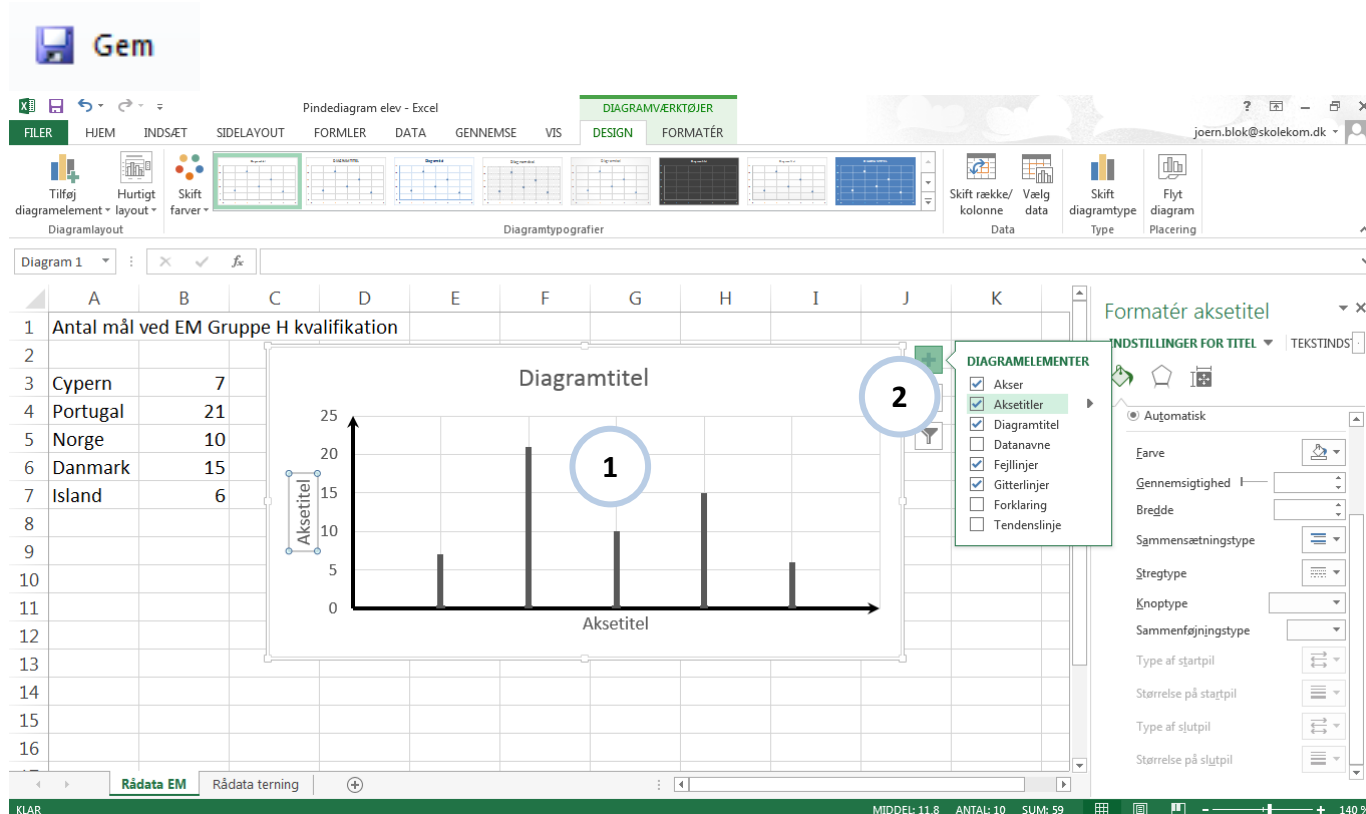 Gem
Pindediagram elev - Excel
DIAGRAMVÆRKTØJER
?
FILER HJEM INDSÆT SIDELAYOUT FORMLER DATA GENNEMSE VIS DESIGN FORMATÉR
joern.blok@skolekom.dk
Tilføj diagramelement
Hurtigt layout
Skift farver
Skift række/ kolonne
Vælg data
Skift diagramtype
Flyt diagram
Diagramlayout
Diagramtypografier
Data
Type
Placering
Diagram 1
fx
A B C D E F G H I J K
1 Antal mål ved EM Gruppe H kvalifikation
2
3 Cypern 7
4 Portugal 21
5 Norge 10
6 Danmark 15
7 Island 6
8
9
10
11
12
13
14
15
16
Diagramtitel
25
20
15
10
5
0
Aksetitel
Aksetitel
1
2
DIAGRAMELEMENTER
Akser
Aksetitler
Diagramtitel
Datanavne
Fejllinjer
Gitterlinjer
Forklaring
Tendenslinje
Formatér aksetitel
INDSTILLINGER FOR TITEL
TEKSTINDS
Automatisk
Farve
Gennemsigtighed
Bredde
Sammensætningstype
Stregtype
Knoptype
Sammenføjningstype
Type af startpil
Størrelse på startpil
Type af slutpil
Størrelse på slutpil
Rådata EM
Rådata terning
KLAR
MIDDEL: 11,8 ANTAL: 10 SUM: 59
140 %